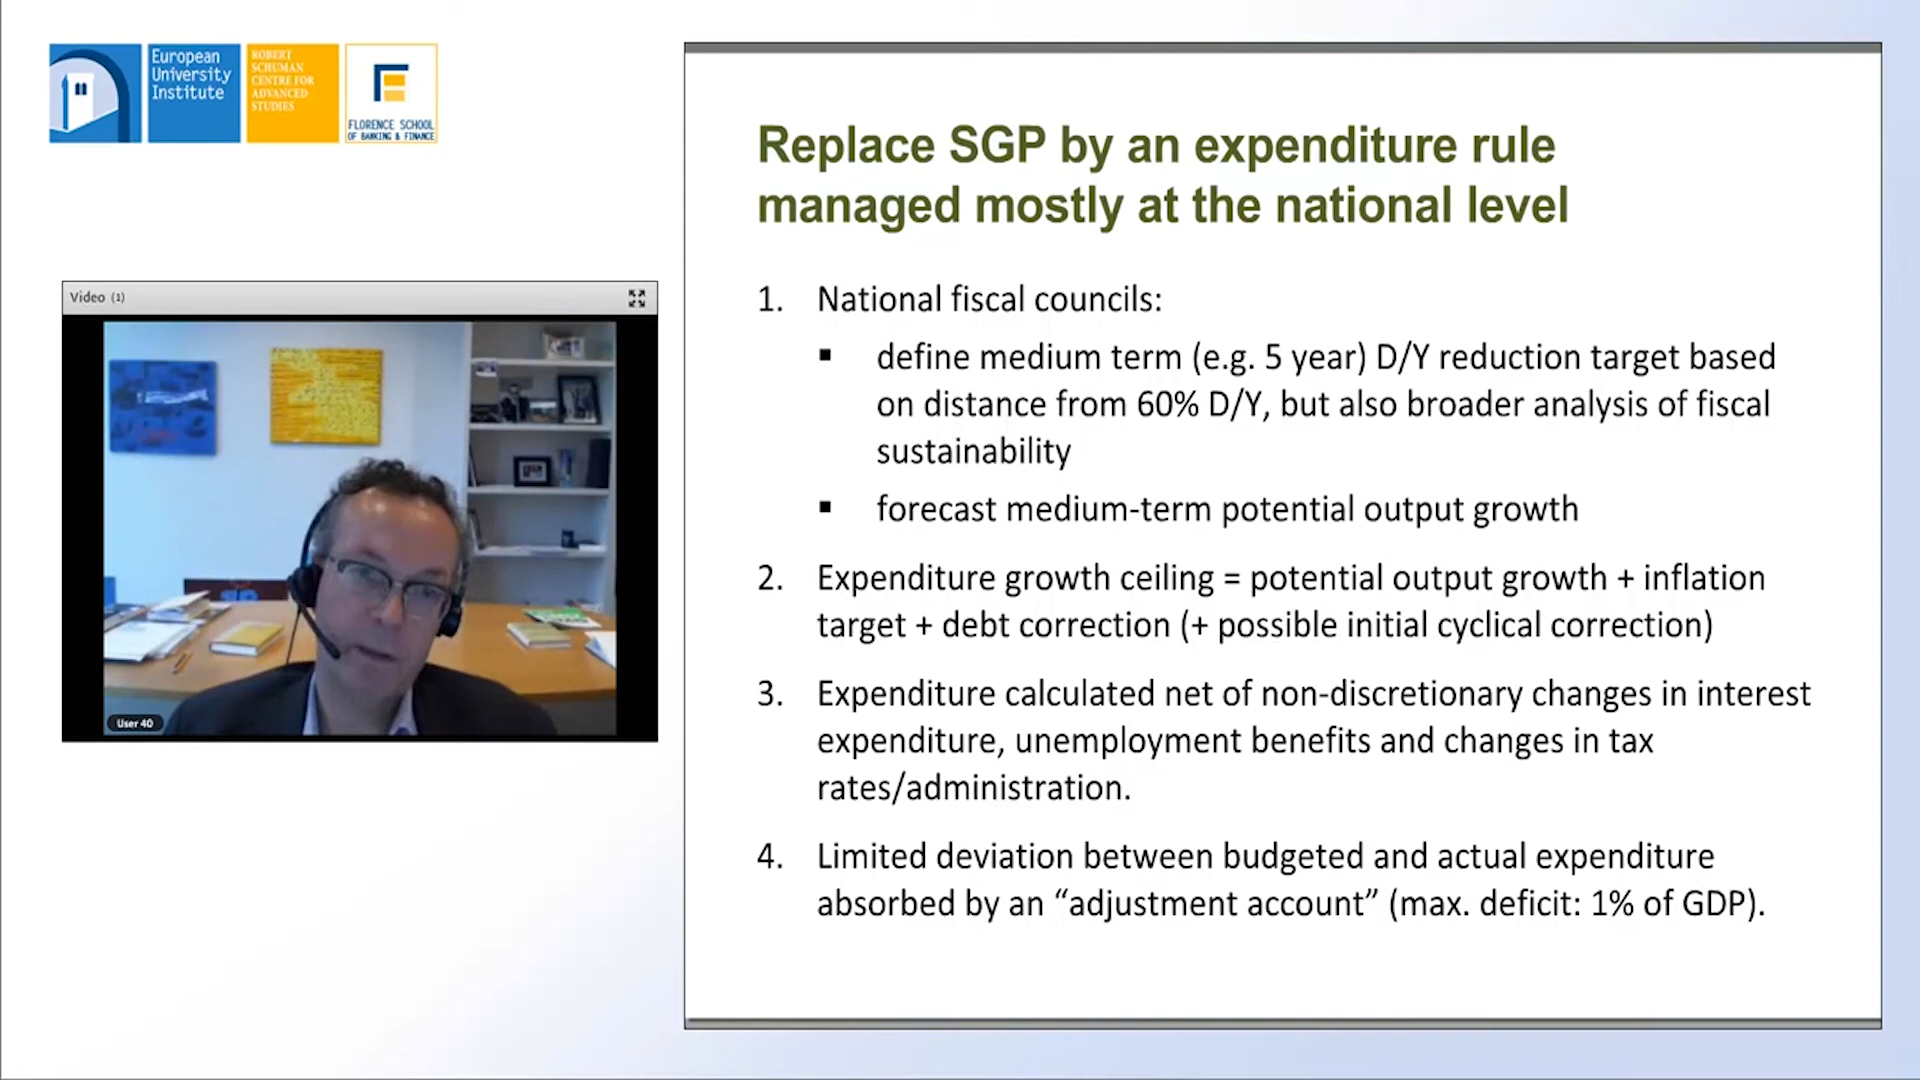 European
University
Institute
ROBERT
SCHUMAN
CENTRE FOR
ADVANCED
STUDIES
FLORENCE SCHOOL
OF BANKING & FINANCE
Video (1)
User 40
Replace SGP by an expenditure rule
managed mostly at the national level
1. National fiscal councils:
▪ define medium term (e.g. 5 year) D/Y reduction target based
on distance from 60% D/Y, but also broader analysis of fiscal
sustainability
▪ forecast medium-term potential output growth
2. Expenditure growth ceiling = potential output growth + inflation
target + debt correction (+ possible initial cyclical correction)
3. Expenditure calculated net of non-discretionary changes in interest
expenditure, unemployment benefits and changes in tax
rates/administration.
4. Limited deviation between budgeted and actual expenditure
absorbed by an “adjustment account” (max. deficit: 1% of GDP).